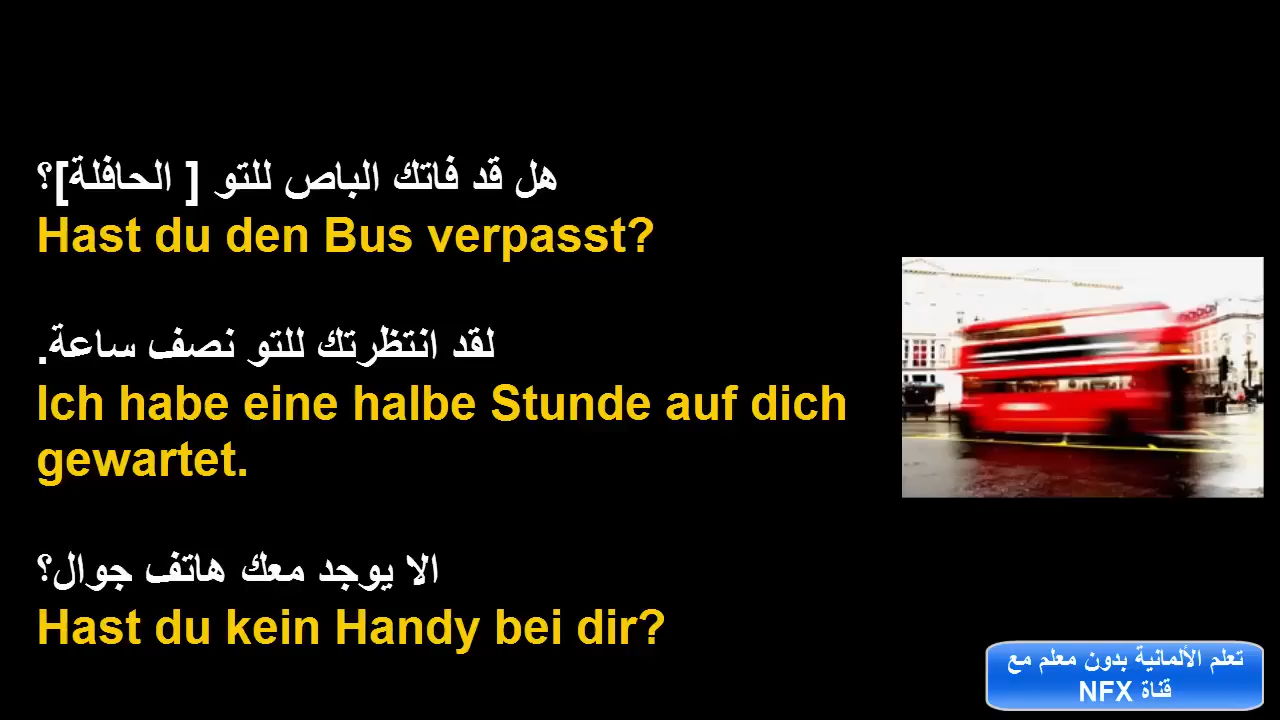 هل قد فاتك الباص للتو [ الحافلة]؟
Hast du den Bus verpasst?
لقد انتظرتك للتو نصف ساعة.
Ich habe eine halbe Stunde auf dich
gewartet.
الا يوجد معك هاتف جوال؟
Hast du kein Handy bei dir?
تعلم الألمانية بدون معلم مع
قناة NFX